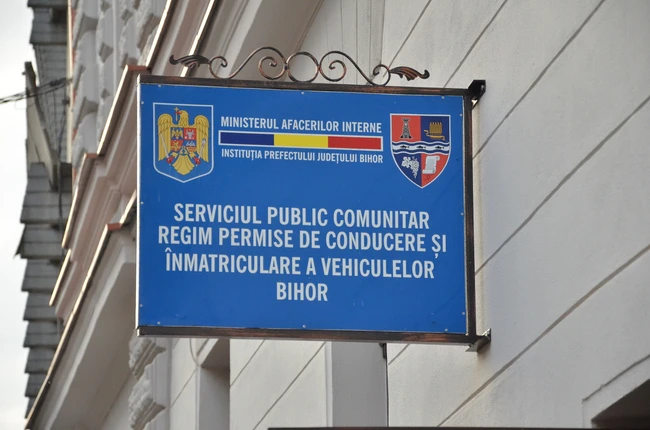 MINISTERUL AFACERILOR INTERNE
INSTITUȚIA PREFECTULUI JUDEȚULUI BIHOR
SERVICIUL PUBLIC COMUNITAR
REGIM PERMISE DE CONDUCERE ȘI
ÎNMATRICULARE A VEHICULELOR
BIHOR